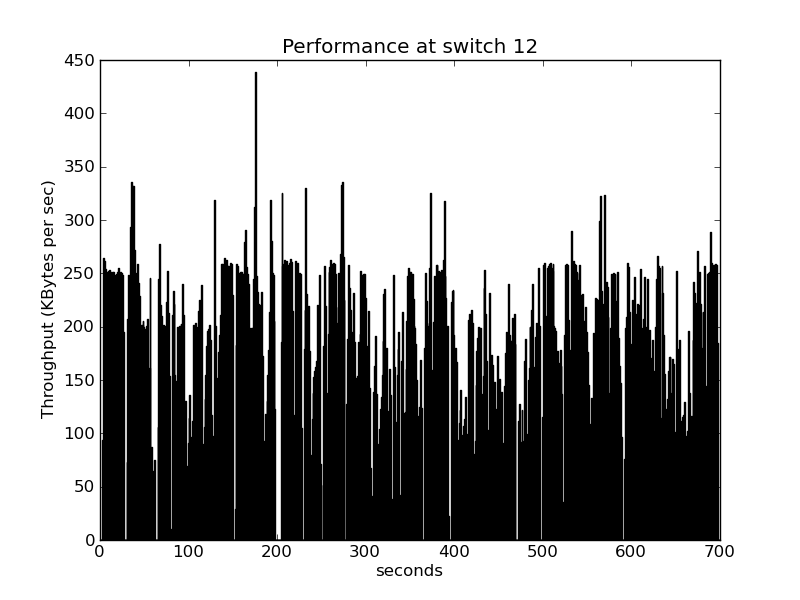 Performance at switch 12
450
400
350
300
250
200
150
100
50
0
Throughput (KBytes per sec)
0 100 200 300 400 500 600 700
seconds